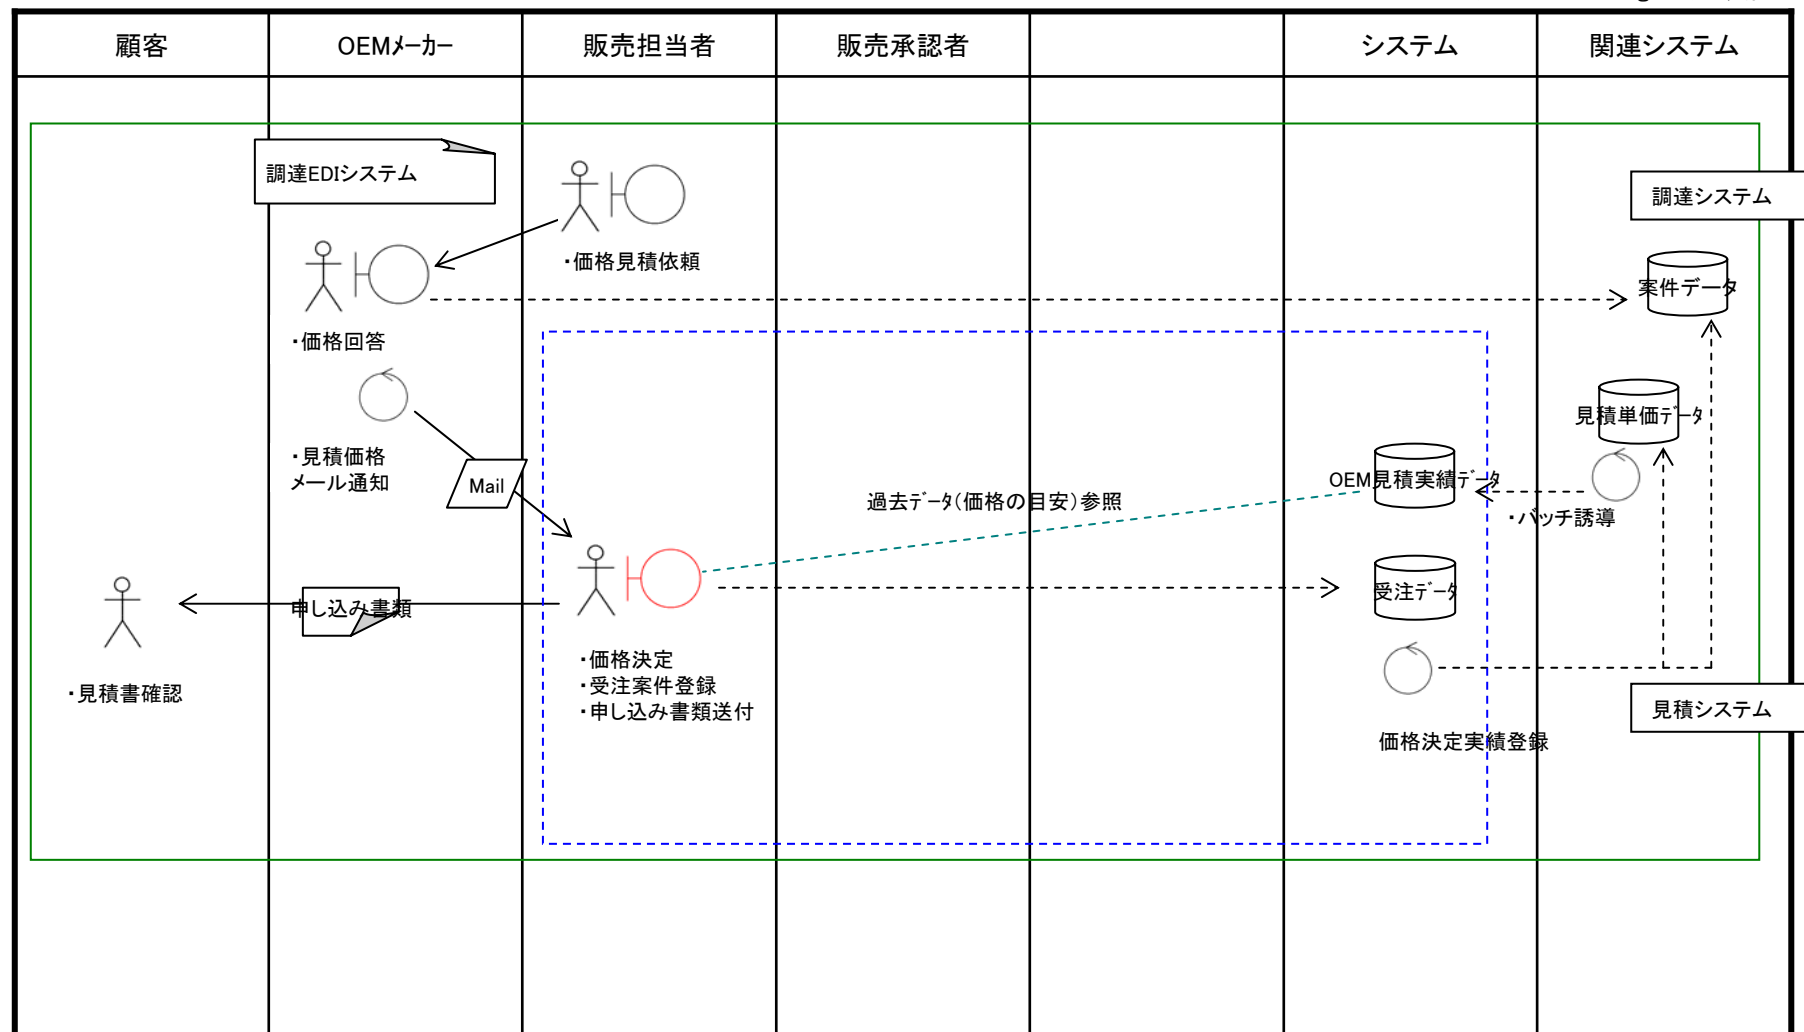 顧客
OEMﾒｰｶｰ
販売担当者
販売承認者
システム
関連システム
調達EDIシステム
調達システム
・価格見積依頼
案件データ
・価格回答
見積単価ﾃﾞｰﾀ
・見積価格
メール通知
Mail
OEM見積実績ﾃﾞｰﾀ
過去ﾃﾞｰﾀ(価格の目安)参照
・バッチ誘導
受注ﾃﾞｰﾀ
申し込み書類
・価格決定
・受注案件登録
・申し込み書類送付
・見積書確認
見積システム
価格決定実績登録